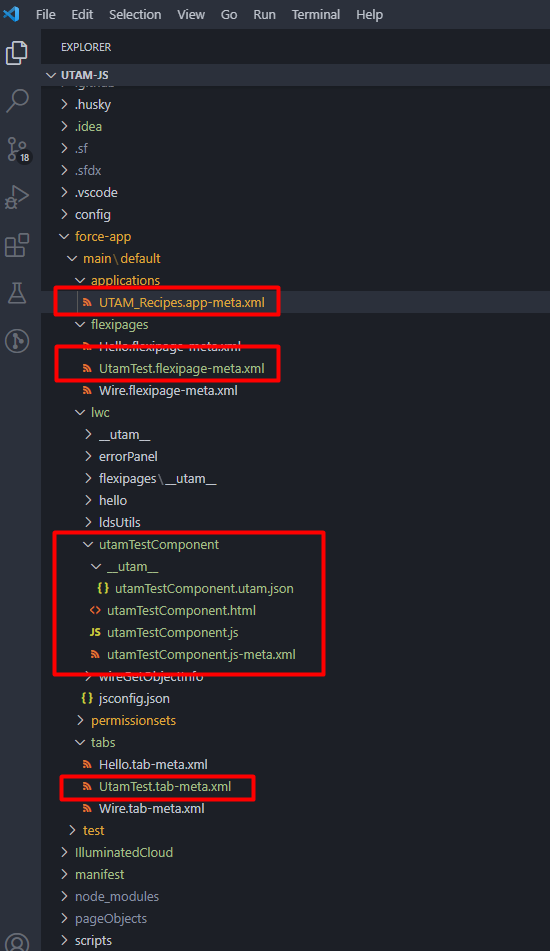 File Edit Selection View Go Run Terminal Help
EXPLORER
UTAM-JS
.github
.husky
.idea
.sf
.sfdx
.vscode
config
force-app
main\default
applications
UTAM_Recipes.app-meta.xml
flexipages
Hello.flexipage-meta.xml
UtamTest.flexipage-meta.xml
Wire.flexipage-meta.xml
lwc
__utam__
errorPanel
flexipages\__utam__
hello
ldsUtils
utamTestComponent
__utam__
{} utamTestComponent.utam.json
<> utamTestComponent.html
JS utamTestComponent.js
utamTestComponent.js-meta.xml
wireGetObjectInfo
{} jsconfig.json
permissionsets
tabs
Hello.tab-meta.xml
UtamTest.tab-meta.xml
Wire.tab-meta.xml
test
IlluminatedCloud
manifest
node_modules
pageObjects
scripts
18